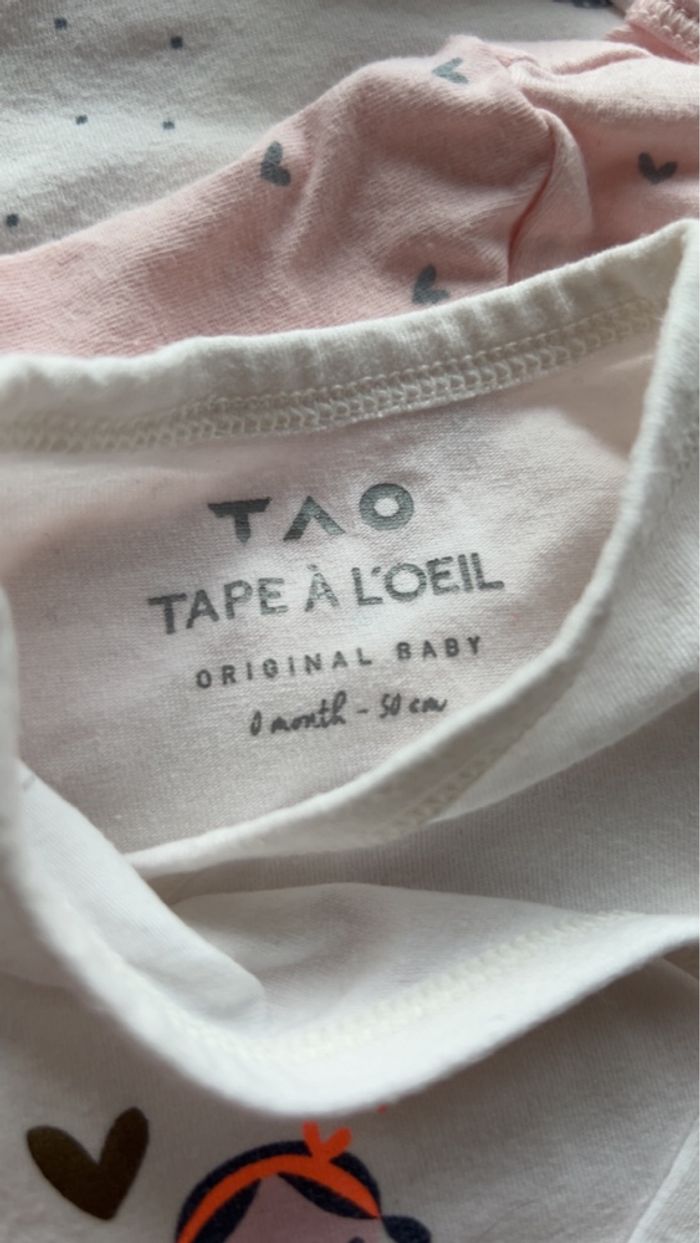 TAO
TAPE À L'OEIL
ORIGINAL BABY
0 month - 50 cm